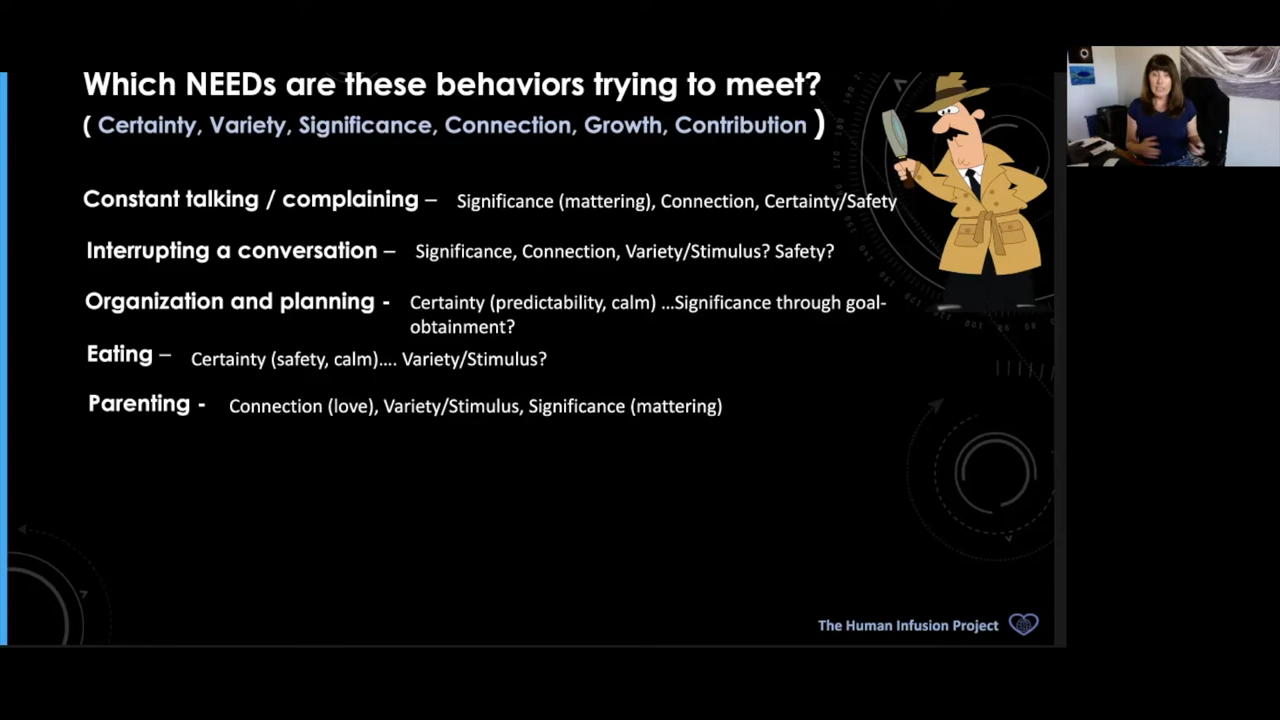 Which NEEDs are these behaviors trying to meet?
( Certainty, Variety, Significance, Connection, Growth, Contribution )
Constant talking / complaining – Significance (mattering), Connection, Certainty/Safety
Interrupting a conversation – Significance, Connection, Variety/Stimulus? Safety?
Organization and planning - Certainty (predictability, calm) ...Significance through goal-
obtainment?
Eating – Certainty (safety, calm).... Variety/Stimulus?
Parenting - Connection (love), Variety/Stimulus, Significance (mattering)
The Human Infusion Project